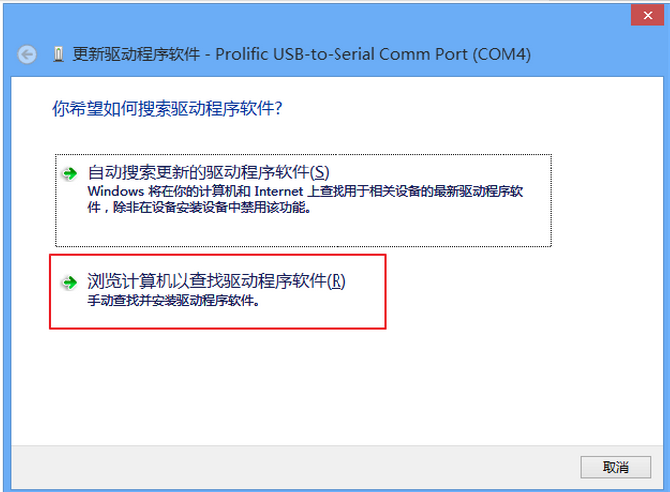 更新驱动程序软件 - Prolific USB-to-Serial Comm Port (COM4)
你希望如何搜索驱动程序软件?
自动搜索更新的驱动程序软件(S)
Windows 将在你的计算机和 Internet 上查找用于相关设备的最新驱动程序软
件，除非在设备安装设备中禁用该功能。
浏览计算机以查找驱动程序软件(R)
手动查找并安装驱动程序软件。
取消